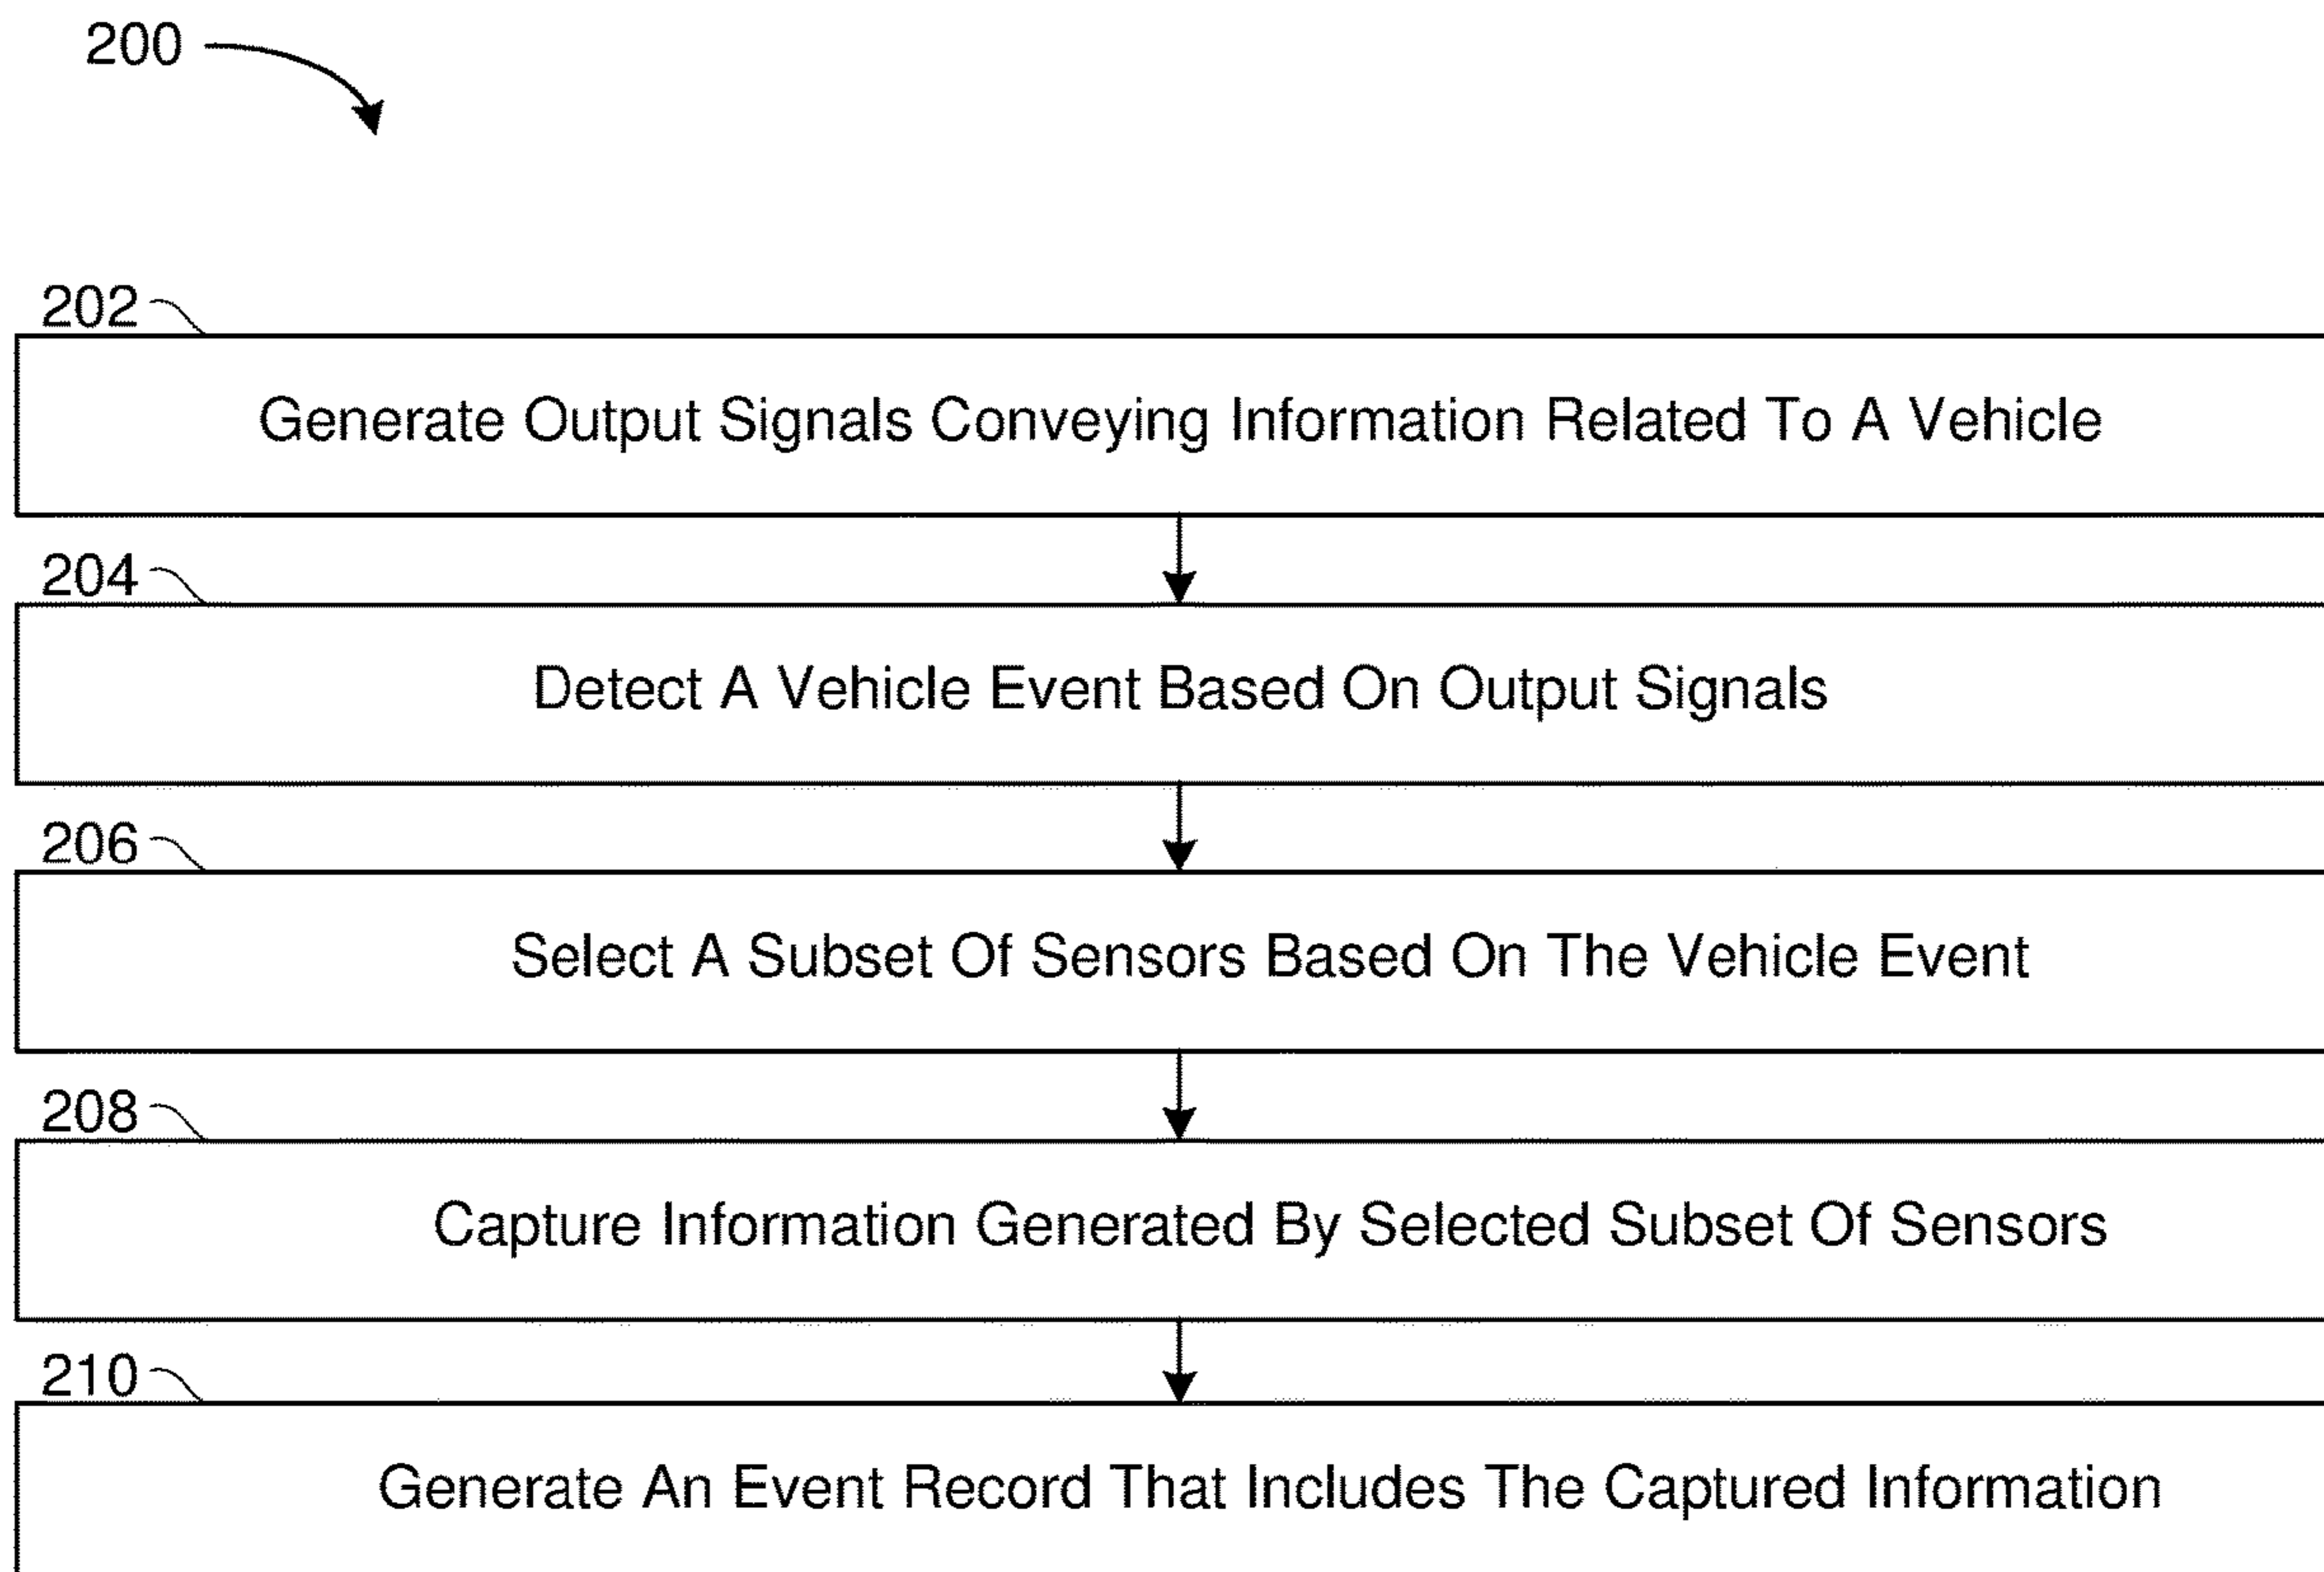 200
202
Generate Output Signals Conveying Information Related To A Vehicle
204
Detect A Vehicle Event Based On Output Signals
206
Select A Subset Of Sensors Based On The Vehicle Event
208
Capture Information Generated By Selected Subset Of Sensors
210
Generate An Event Record That Includes The Captured Information